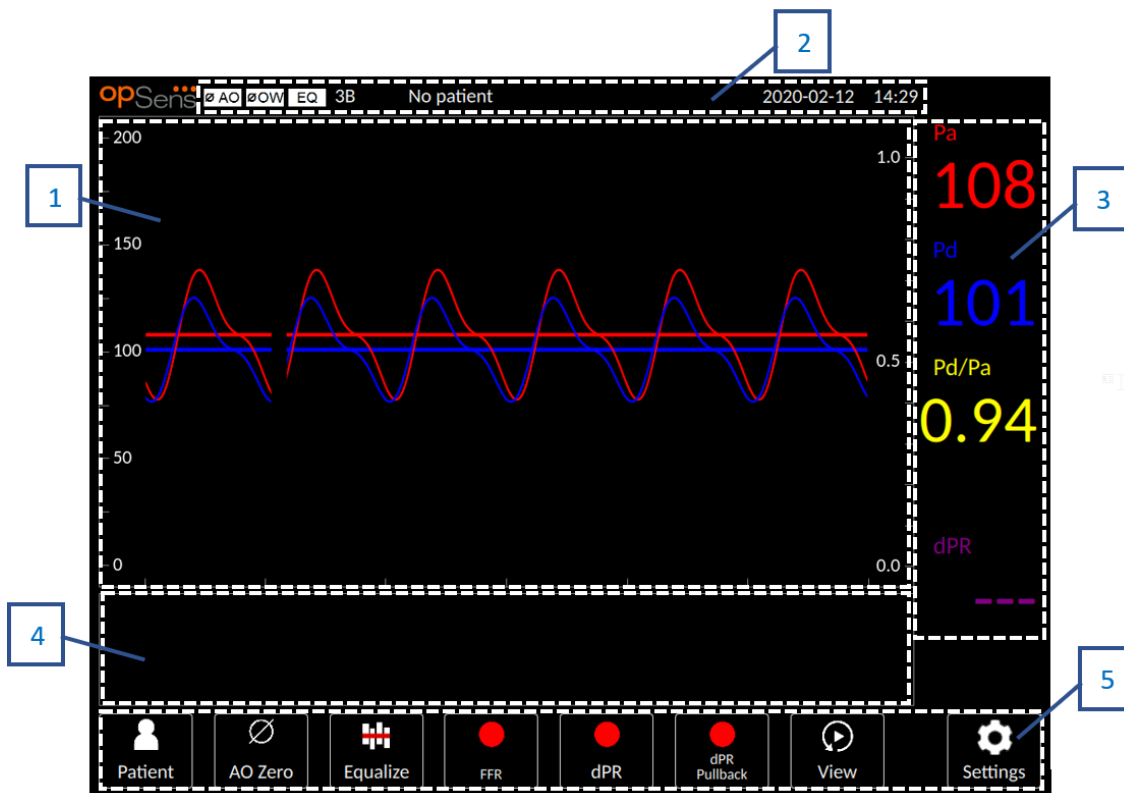 2
opSens ø AO øOW EQ 3B No patient 2020-02-12 14:29
200
150
100
50
0
1.0
0.5
0.0
1
Pa
108
3
Pd
101
Pd/Pa
0.94
dPR
---
4
5
Patient
AO Zero
Equalize
FFR
dPR
dPR
Pullback
View
Settings